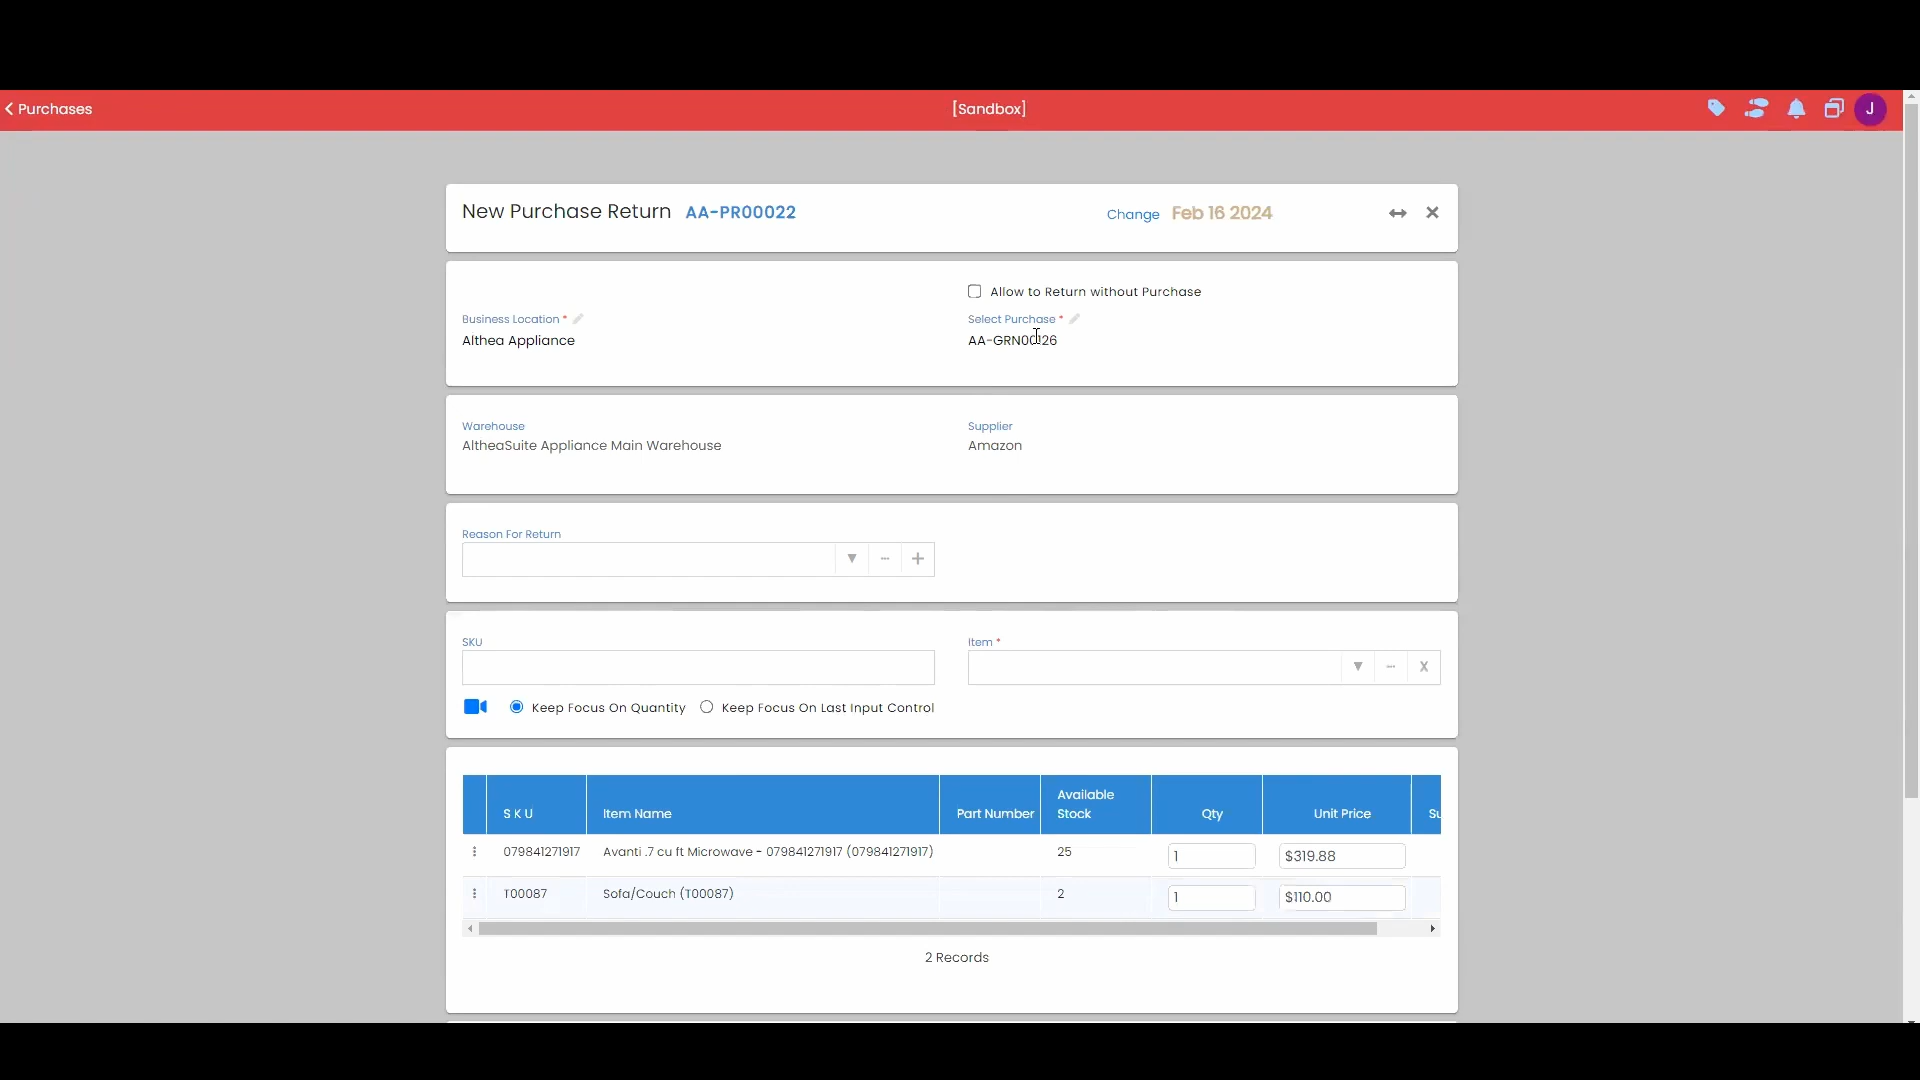 Purchases
[Sandbox]
J
New Purchase Return AA-PR00022
Change Feb 16 2024
Allow to Return without Purchase
Business Location *
Select Purchase *
Althea Appliance
AA-GRN00126
Warehouse
Supplier
AltheaSuite Appliance Main Warehouse
Amazon
Reason For Return
SKU
Item *
X
Keep Focus On Quantity
Keep Focus On Last Input Control
SKU Item Name Part Number Available Stock Qty Unit Price Su
079841271917 Avanti .7 cu ft Microwave - 079841271917 (079841271917) 25 1 $319.88
T00087 Sofa/Couch (T00087) 2 1 $110.00
2 Records